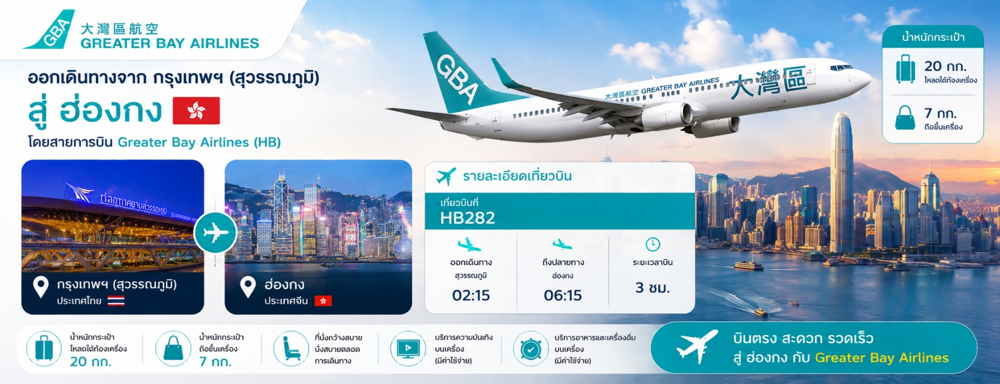 GBA
大灣區航空
GREATER BAY AIRLINES
ออกเดินทางจาก กรุงเทพฯ (สุวรรณภูมิ)
สู่ ฮ่องกง
โดยสายการบิน Greater Bay Airlines (HB)
GBA
大灣區航空 GREATER BAY AIRLINES
大灣區
น้ำหนักกระเป๋า
20 กก.
โหลดใต้ท้องเครื่อง
7 กก.
ถือขึ้นเครื่อง
ท่าอากาศยานสุวรรณภูมิ
กรุงเทพฯ (สุวรรณภูมิ)
ประเทศไทย
ฮ่องกง
ประเทศจีน
รายละเอียดเที่ยวบิน
เที่ยวบินที่
HB282
ออกเดินทาง
สุวรรณภูมิ
02:15
ถึงปลายทาง
ฮ่องกง
06:15
ระยะเวลาบิน
3 ชม.
น้ำหนักกระเป๋า
โหลดใต้ท้องเครื่อง
20 กก.
น้ำหนักกระเป๋า
ถือขึ้นเครื่อง
7 กก.
ที่นั่งกว้างสบาย
นั่งสบายตลอด
การเดินทาง
บริการความบันเทิง
บนเครื่อง
(มีค่าใช้จ่าย)
บริการอาหารและเครื่องดื่ม
บนเครื่อง
(มีค่าใช้จ่าย)
บินตรง สะดวก รวดเร็ว
สู่ ฮ่องกง กับ Greater Bay Airlines